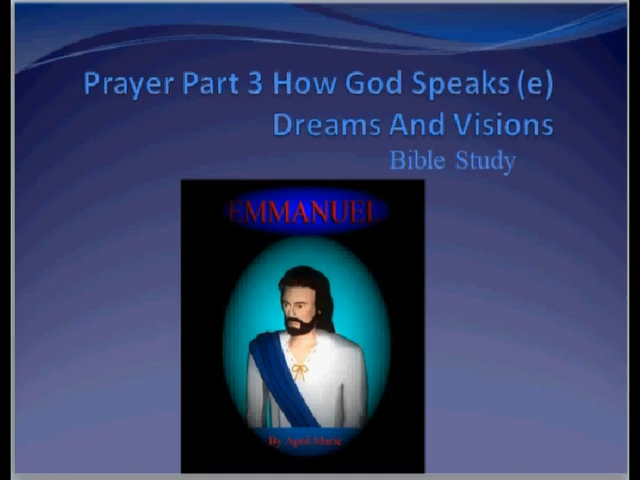 Prayer Part 3 How God Speaks (e)
Dreams And Visions
Bible Study
EMMANUEL
By April Marie